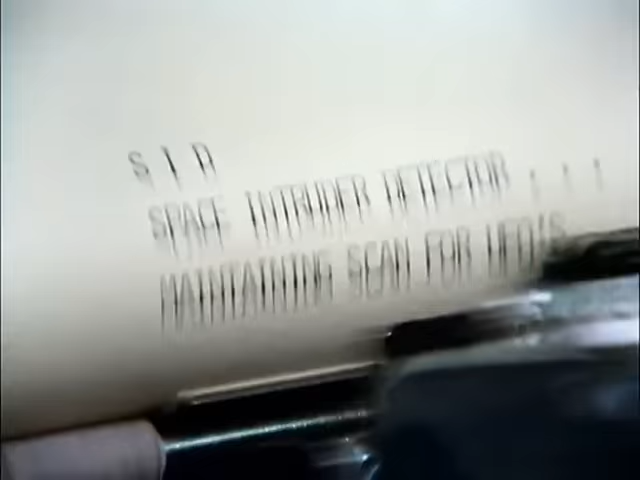 S I D
SPACE INTRUDER DETECTOR . . .
MAINTAINING SCAN FOR UFO'S